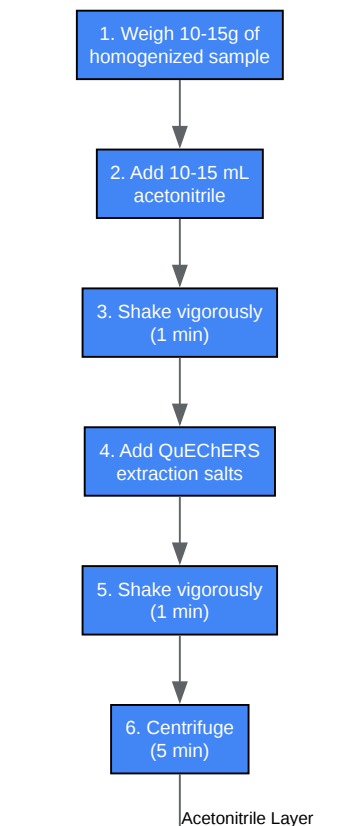 1. Weigh 10-15g of
homogenized sample
2. Add 10-15 mL
acetonitrile
3. Shake vigorously
(1 min)
4. Add QuEChERS
extraction salts
5. Shake vigorously
(1 min)
6. Centrifuge
(5 min)
Acetonitrile Layer